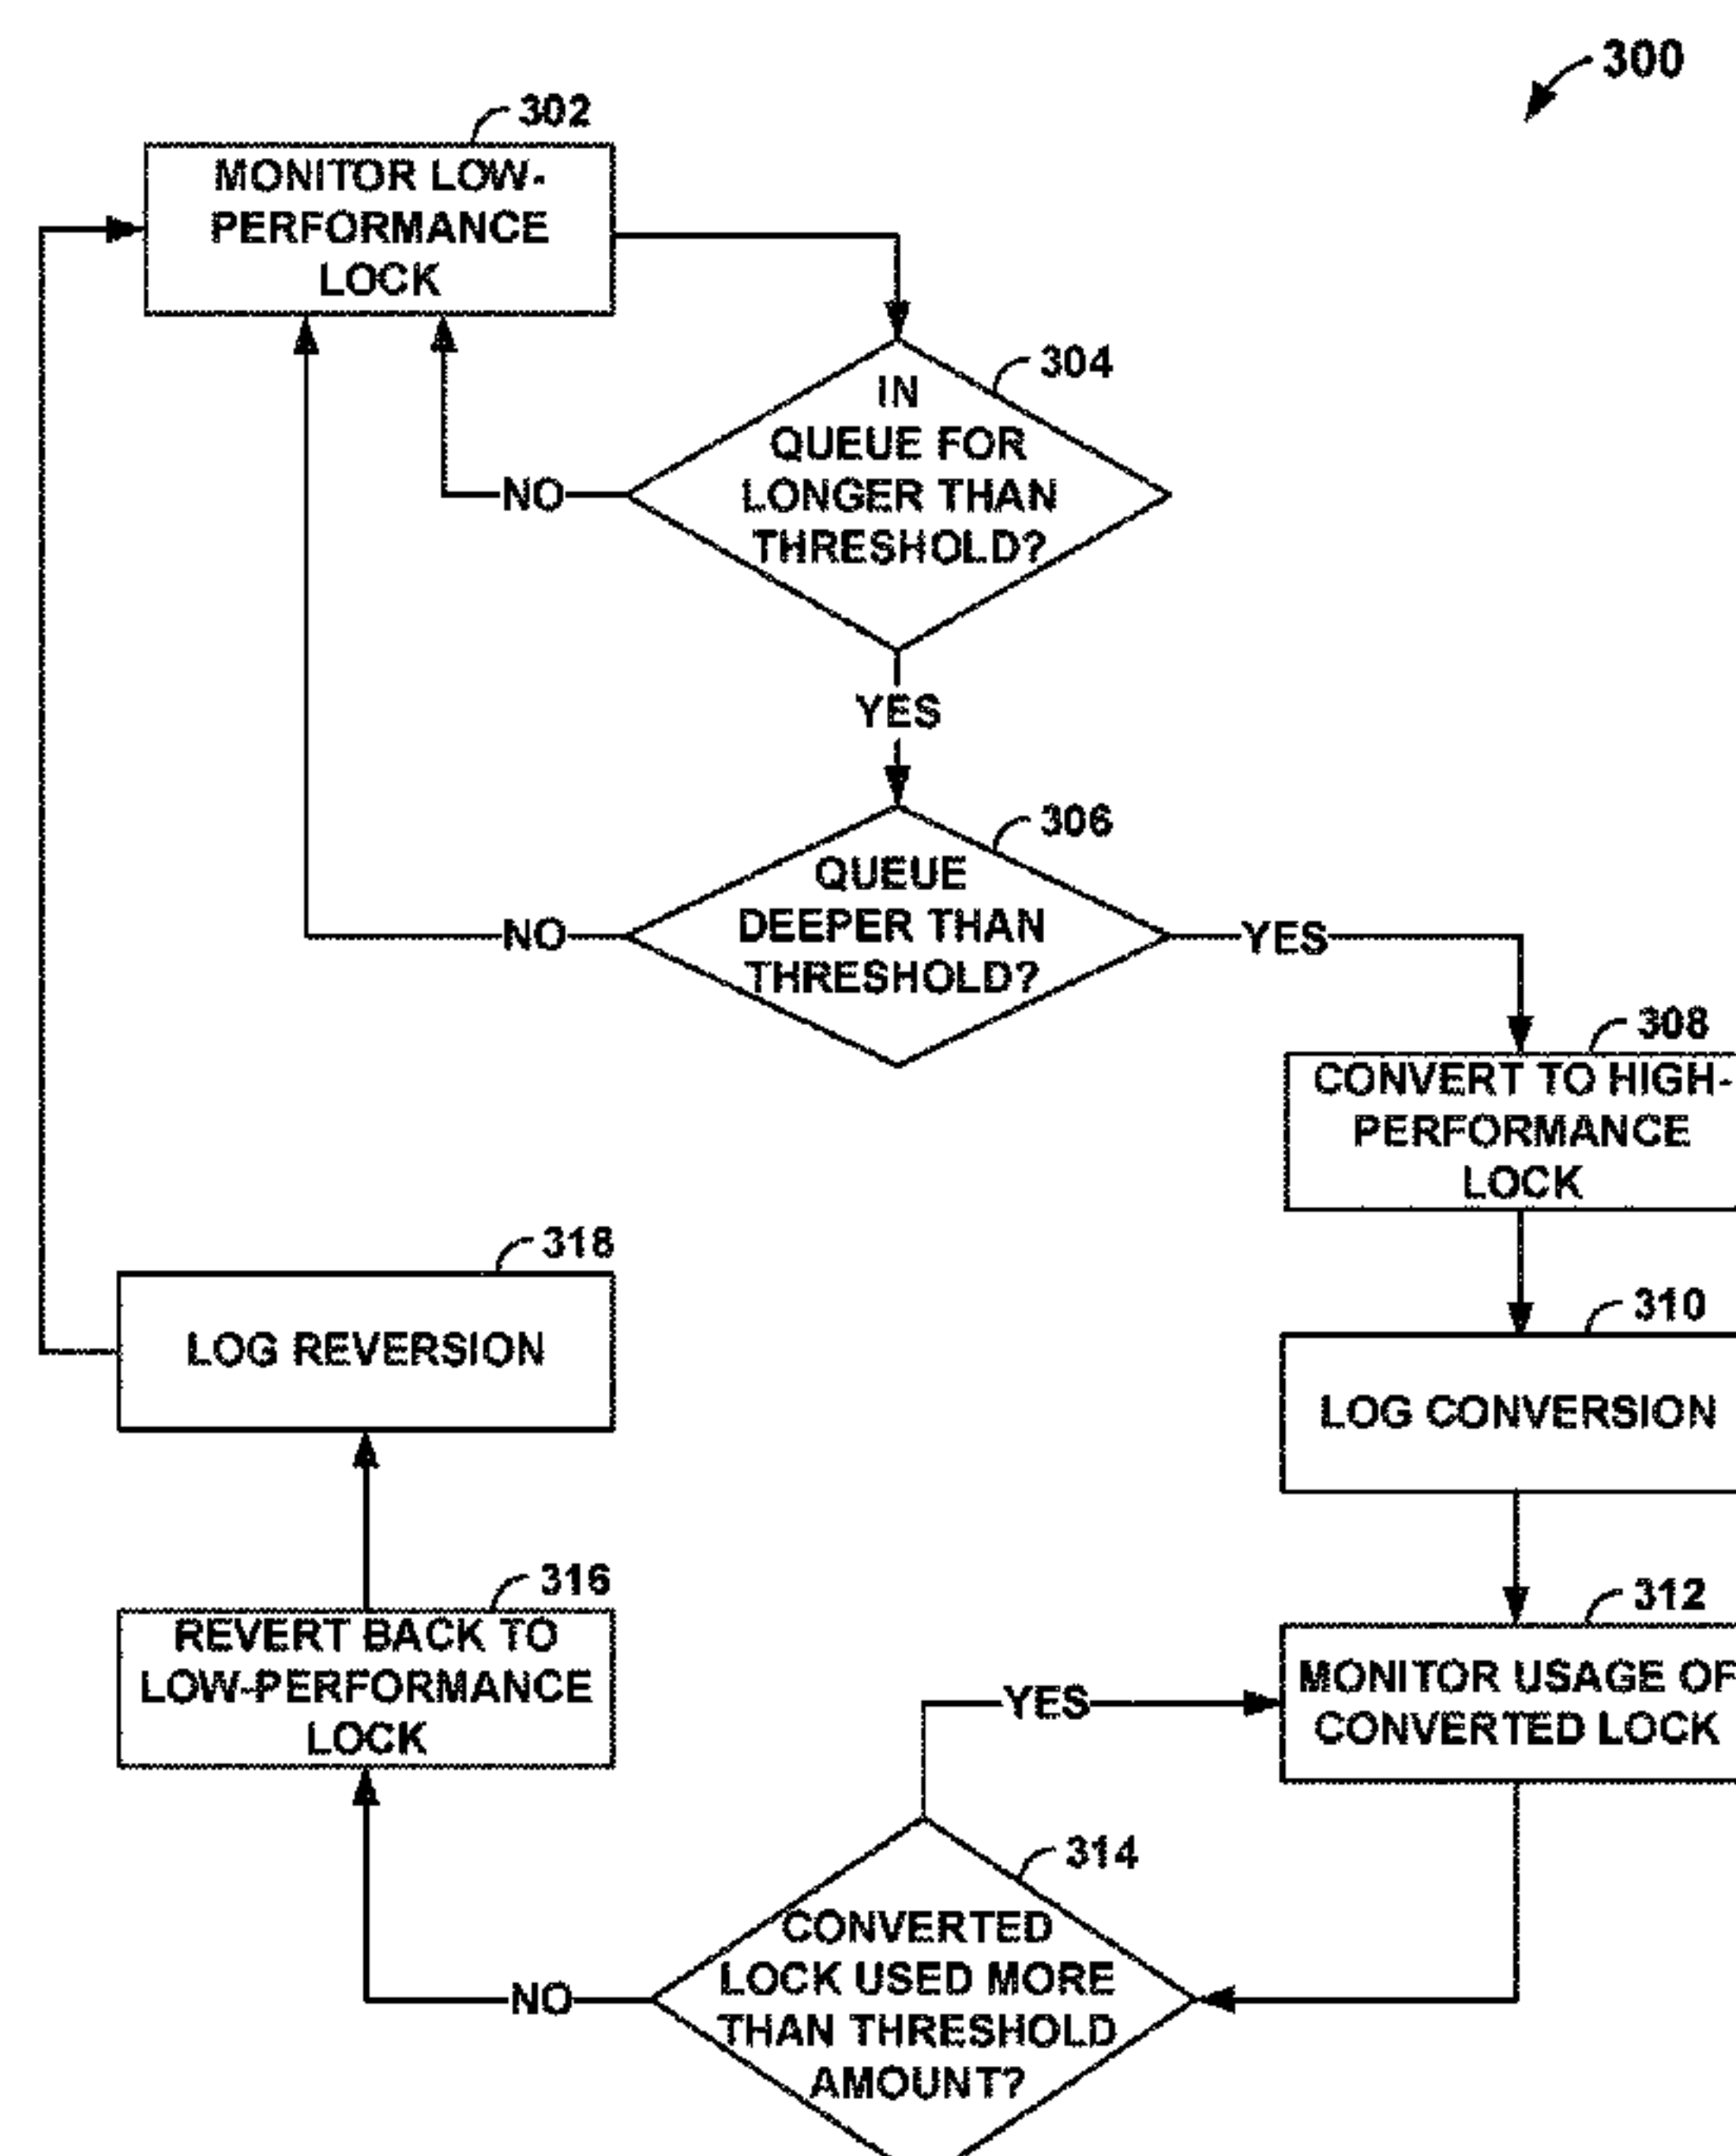 300
302
MONITOR LOW-
PERFORMANCE
LOCK
304
IN
QUEUE FOR
LONGER THAN
THRESHOLD?
NO
YES
306
QUEUE
DEEPER THAN
THRESHOLD?
NO
YES
308
CONVERT TO HIGH-
PERFORMANCE
LOCK
310
LOG CONVERSION
312
MONITOR USAGE OF
CONVERTED LOCK
YES
314
CONVERTED
LOCK USED MORE
THAN THRESHOLD
AMOUNT?
NO
316
REVERT BACK TO
LOW-PERFORMANCE
LOCK
318
LOG REVERSION